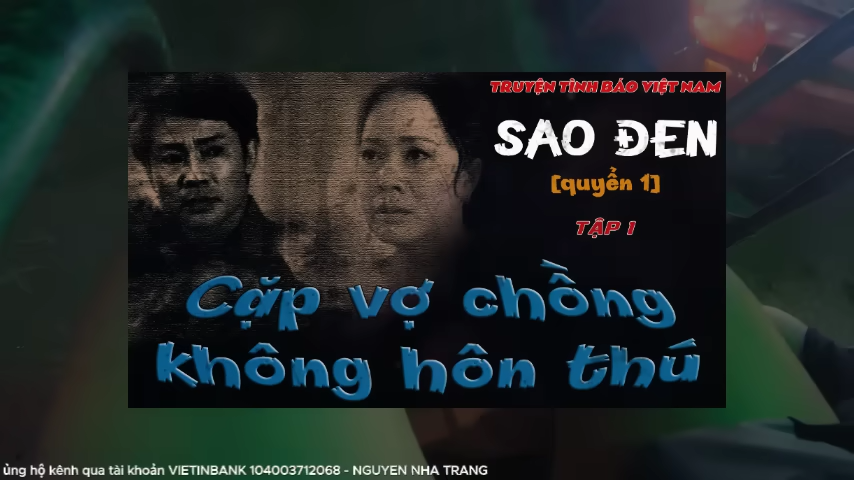 TRUYỆN TÌNH BÁO VIỆT NAM
SAO ĐEN
[quyển 1]
TẬP 1
Cặp vợ chồng
không hôn thú
ủng hộ kênh qua tài khoản VIETINBANK 104003712068 - NGUYEN NHA TRANG